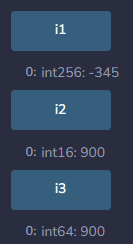 i1
0: int256: -345
i2
0: int16: 900
i3
0: int64: 900